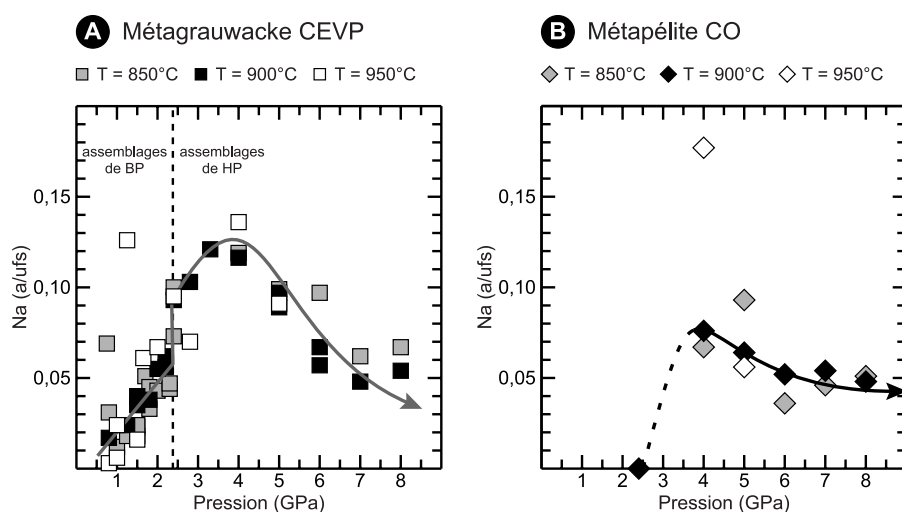 A Métagrauwacke CEVP
T = 850°C T = 900°C T = 950°C
assemblages
de BP
assemblages
de HP
0,15
0,10
0,05
Na (a/ufs)
1 2 3 4 5 6 7 8
Pression (GPa)
B Métapélite CO
T = 850°C T = 900°C T = 950°C
0,15
0,10
0,05
Na (a/ufs)
1 2 3 4 5 6 7 8
Pression (GPa)